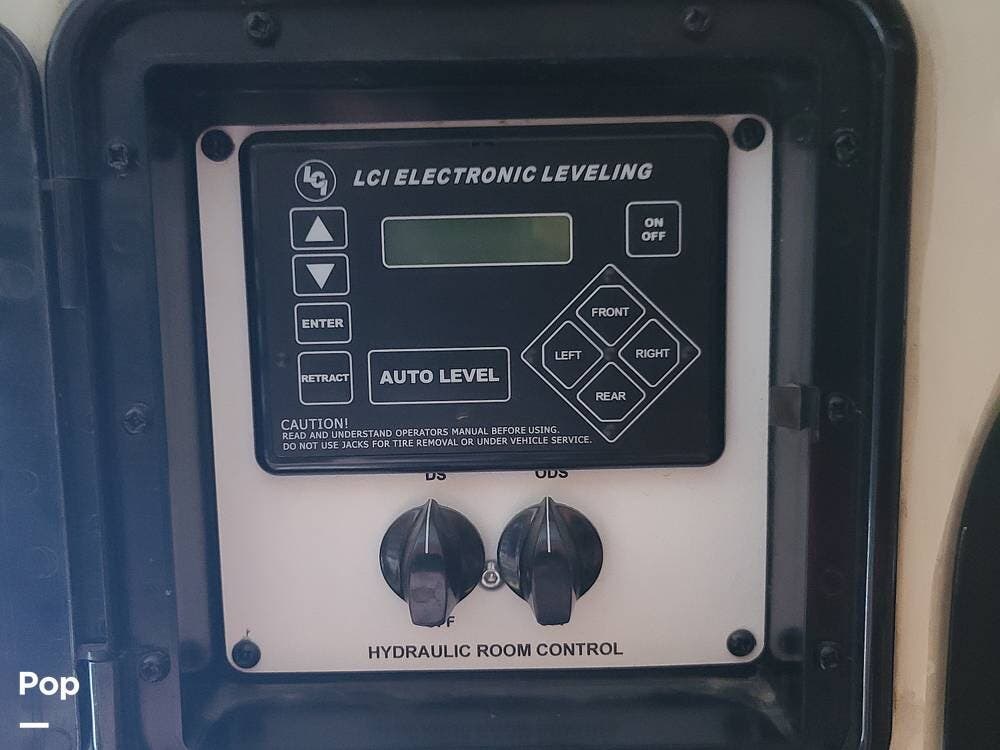 LCI LCI ELECTRONIC LEVELING
ON
OFF
ENTER
RETRACT
AUTO LEVEL
FRONT
LEFT RIGHT
REAR
CAUTION!
READ AND UNDERSTAND OPERATORS MANUAL BEFORE USING.
DO NOT USE JACKS FOR TIRE REMOVAL OR UNDER VEHICLE SERVICE.
DS ODS
HYDRAULIC ROOM CONTROL
Pop